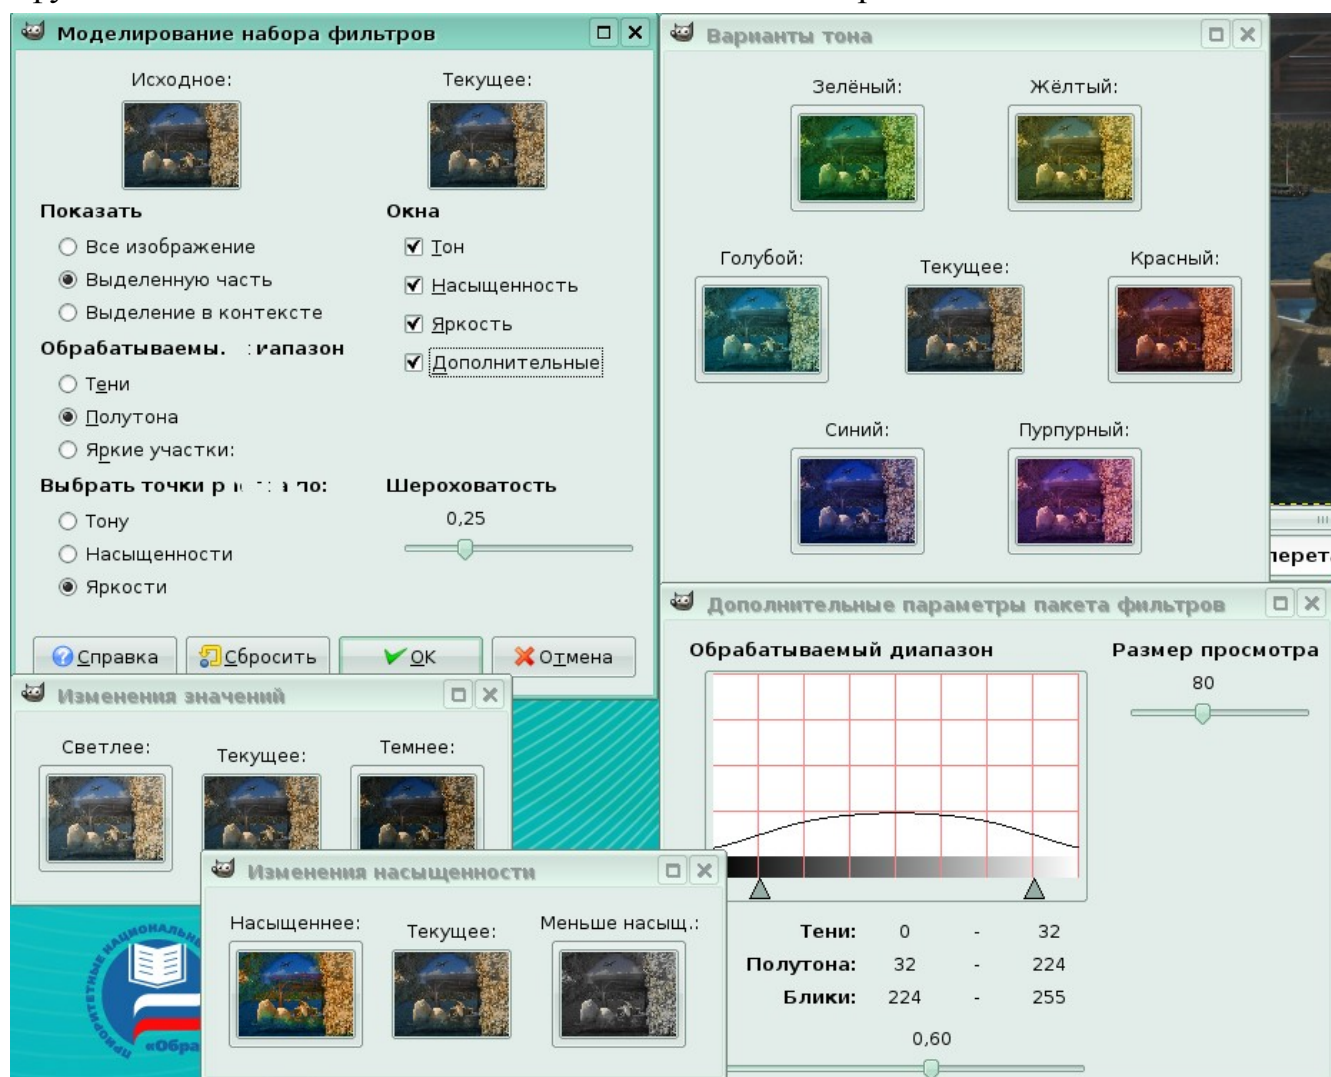 Моделирование набора фильтров
Исходное:
Текущее:
Показать
Все изображение
Выделенную часть
Выделение в контексте
Окна
Тон
Насыщенность
Яркость
Дополнительные
Тени
Полутона
Яркие участки:
Выбрать точки
Тону
Насыщенности
Яркости
Шероховатость
0,25
Справка
Сбросить
OK
Отмена
Варианты тона
Зелёный:
Жёлтый:
Голубой:
Текущее:
Красный:
Синий:
Пурпурный:
Изменения значений
Светлее:
Текущее:
Темнее:
Изменения насыщенности
Насыщеннее:
Текущее:
Меньше насыщ.:
Дополнительные параметры пакета фильтров
Обрабатываемый диапазон
Размер просмотра
80
Тени: 0 - 32
Полутона: 32 - 224
Блики: 224 - 255
0,60
ПРИОРИТЕТНЫЕ